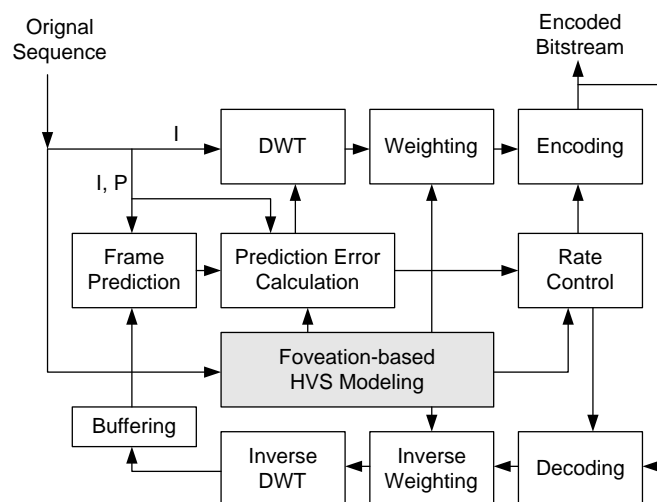 Orignal
Sequence
Encoded
Bitstream
I
DWT
Weighting
Encoding
I, P
Frame
Prediction
Prediction Error
Calculation
Rate
Control
Foveation-based
HVS Modeling
Buffering
Inverse
DWT
Inverse
Weighting
Decoding